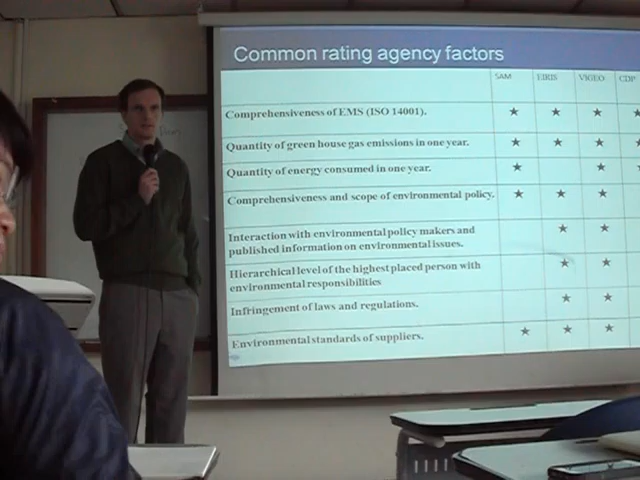 Common rating agency factors
SAM EIRIS VIGEO CDP
Comprehensiveness of EMS (ISO 14001). ★ ★ ★ ★
Quantity of green house gas emissions in one year. ★ ★ ★ ★
Quantity of energy consumed in one year. ★ ★ ★
Comprehensiveness and scope of environmental policy. ★ ★ ★
Interaction with environmental policy makers and
published information on environmental issues. ★ ★
Hierarchical level of the highest placed person with
environmental responsibilities ★ ★
Infringement of laws and regulations. ★ ★
Environmental standards of suppliers. ★ ★ ★